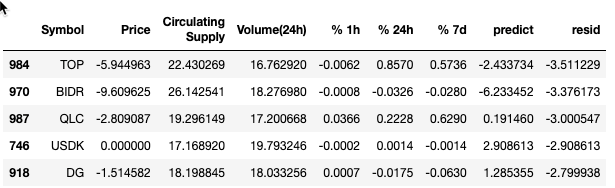 Symbol Price Circulating Supply Volume(24h) % 1h % 24h % 7d predict resid
984 TOP -5.944963 22.430269 16.762920 -0.0062 0.8570 0.5736 -2.433734 -3.511229
970 BIDR -9.609625 26.142541 18.276980 -0.0008 -0.0326 -0.0280 -6.233452 -3.376173
987 QLC -2.809087 19.296149 17.200668 0.0366 0.2228 0.6290 0.191460 -3.000547
746 USDK 0.000000 17.168920 19.793246 -0.0002 0.0014 -0.0014 2.908613 -2.908613
918 DG -1.514582 18.198845 18.033256 0.0007 -0.0175 -0.0630 1.285355 -2.799938